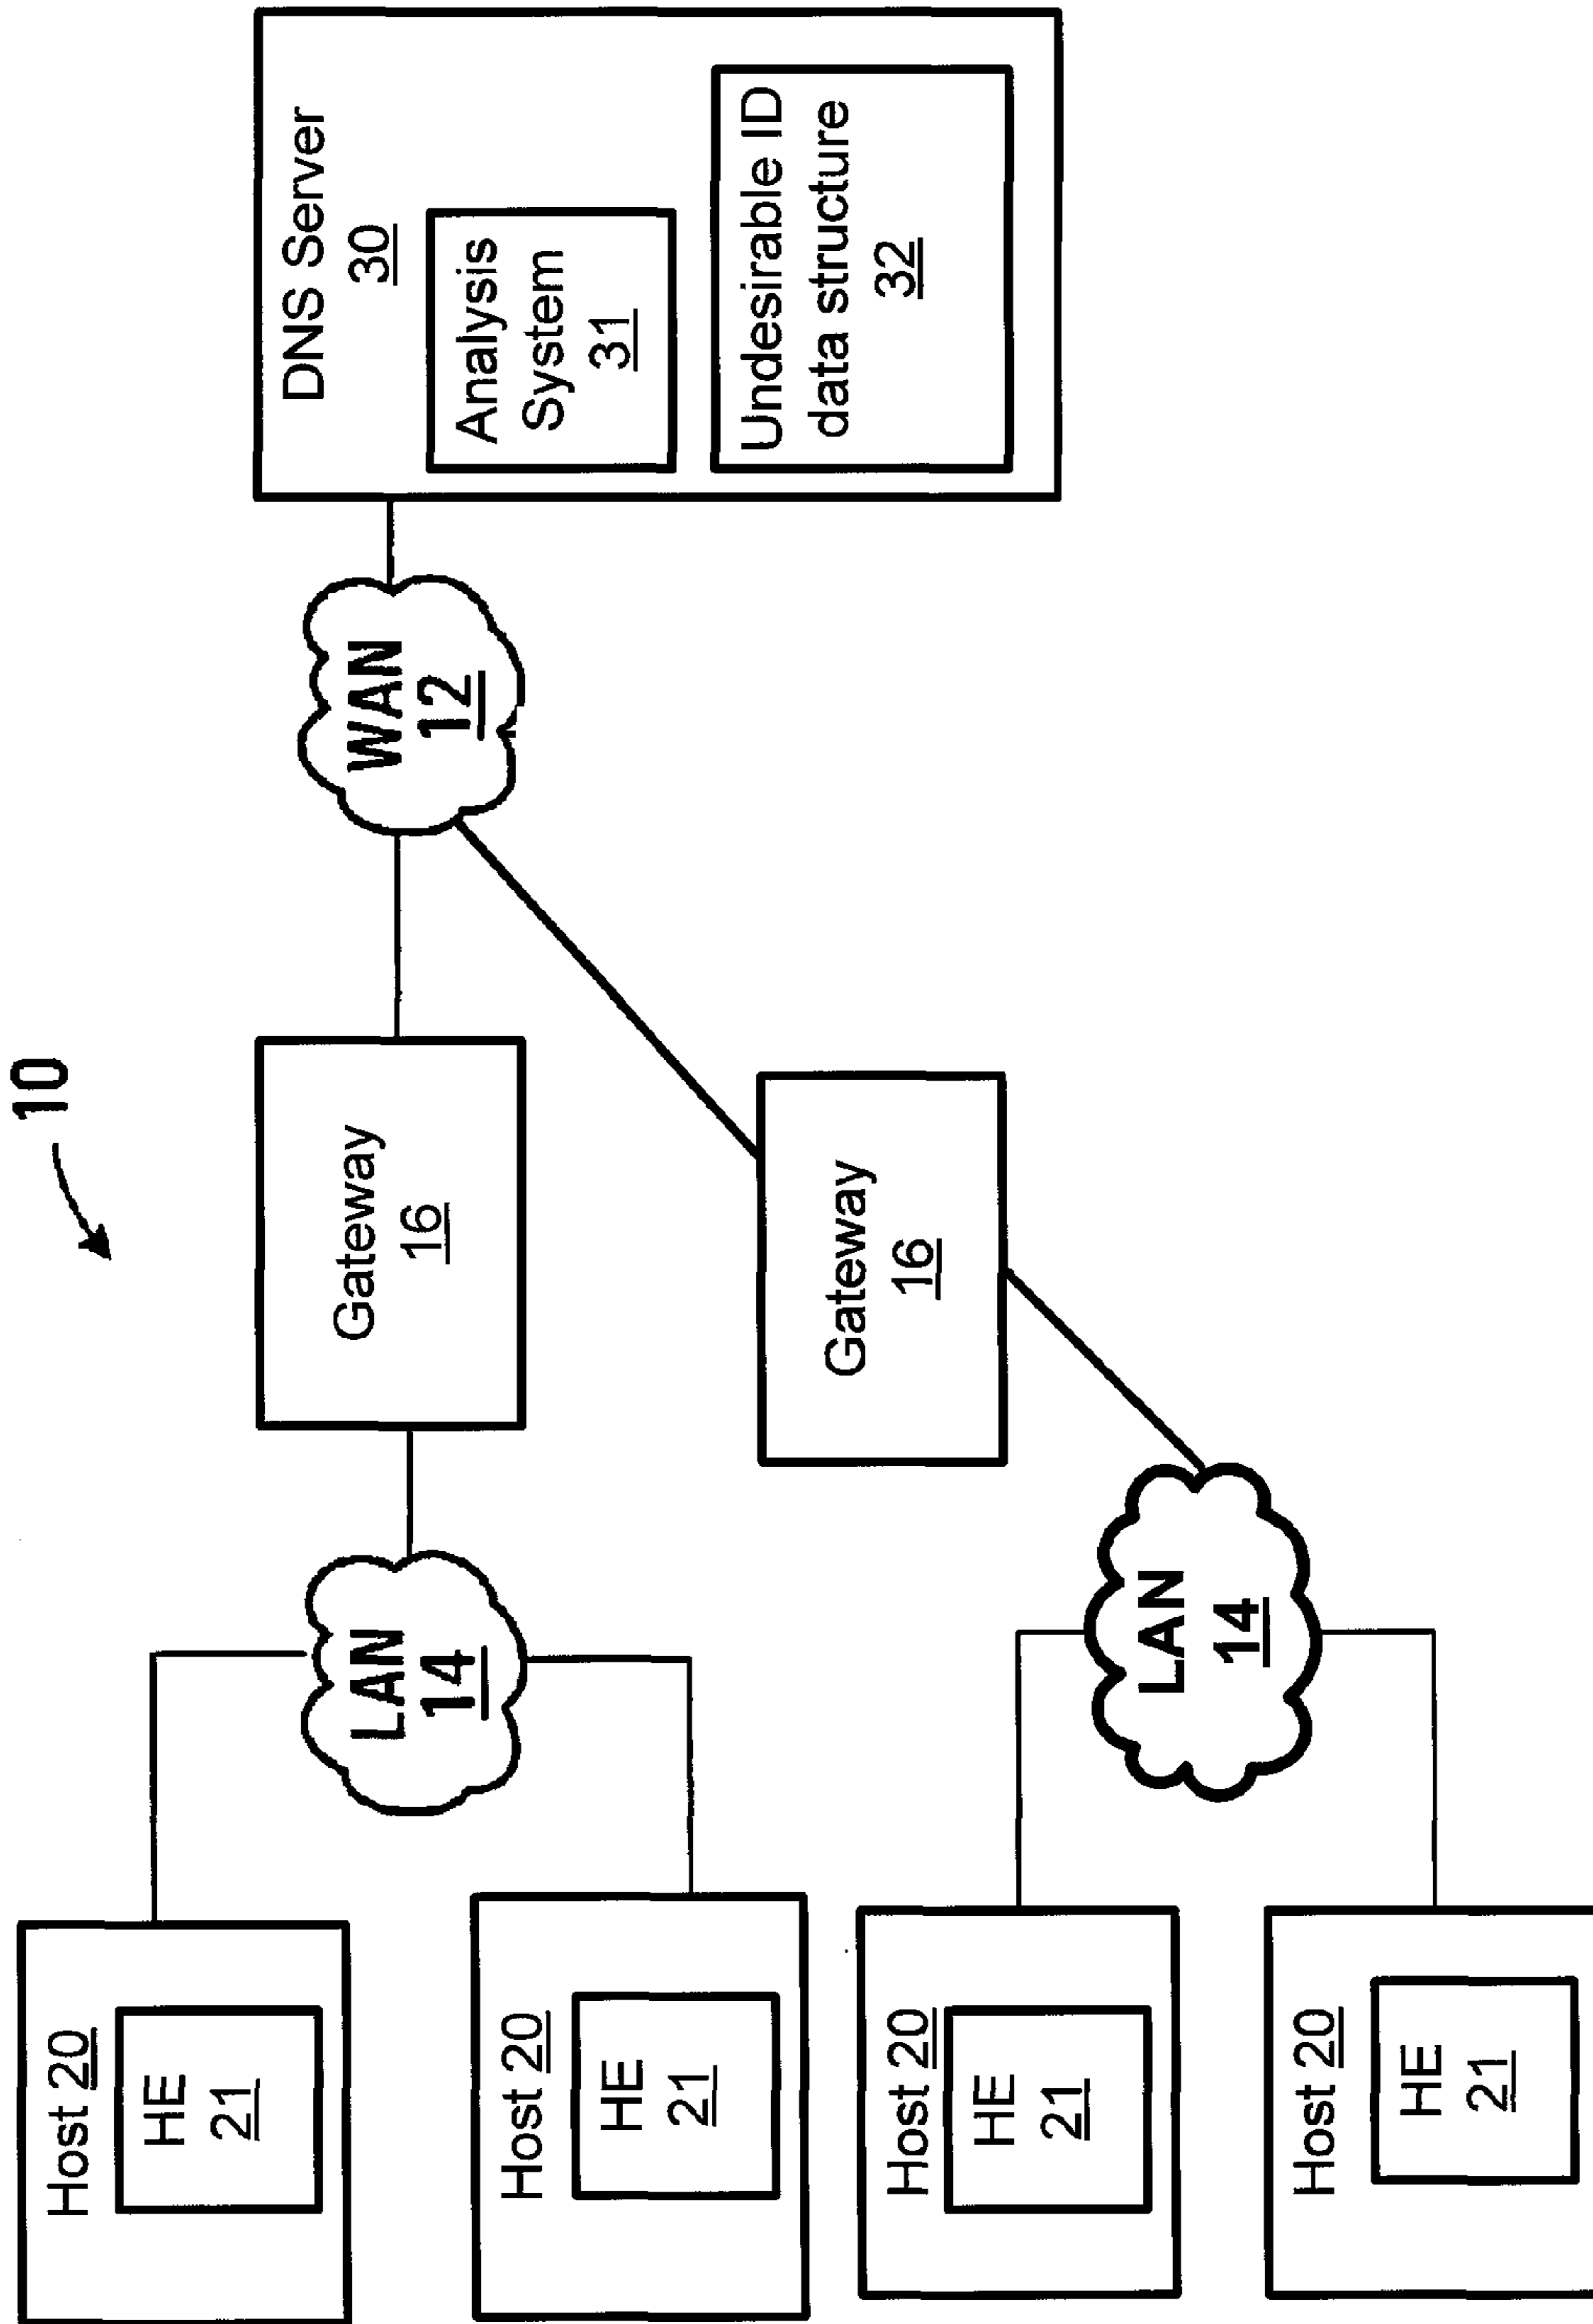 10
Host 20
HE
21
Host 20
HE
21
LAN
14
Gateway
16
WAN
12
DNS Server
30
Analysis
System
31
Undesirable ID
data structure
32
Gateway
16
LAN
14
Host 20
HE
21
Host 20
HE
21